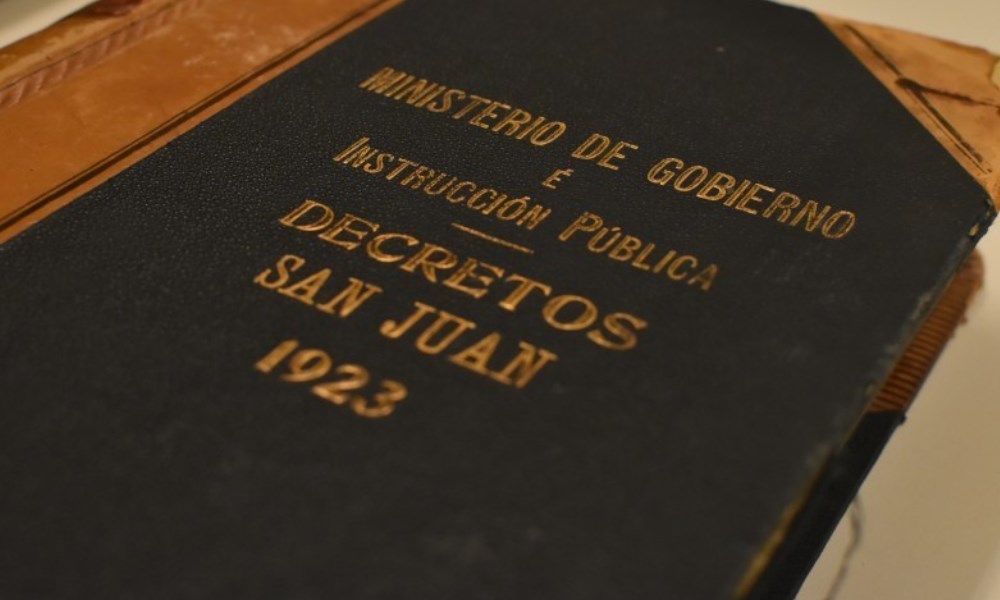 MINISTERIO DE GOBIERNO
É
INSTRUCCIÓN PÚBLICA
DECRETOS
SAN JUAN
1923